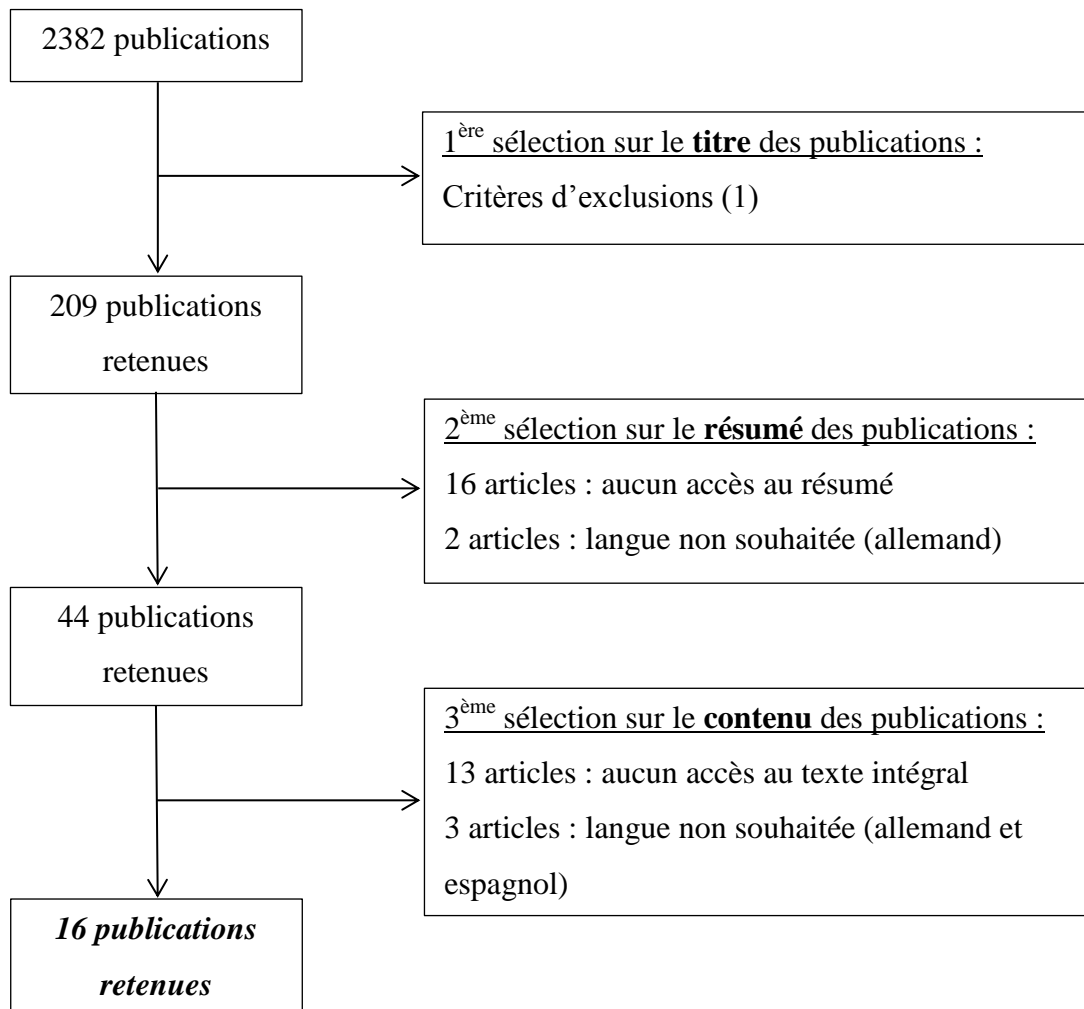 2382 publications
1ère sélection sur le titre des publications :
Critères d’exclusions (1)
209 publications
retenues
2ème sélection sur le résumé des publications :
16 articles : aucun accès au résumé
2 articles : langue non souhaitée (allemand)
44 publications
retenues
3ème sélection sur le contenu des publications :
13 articles : aucun accès au texte intégral
3 articles : langue non souhaitée (allemand et
espagnol)
16 publications
retenues